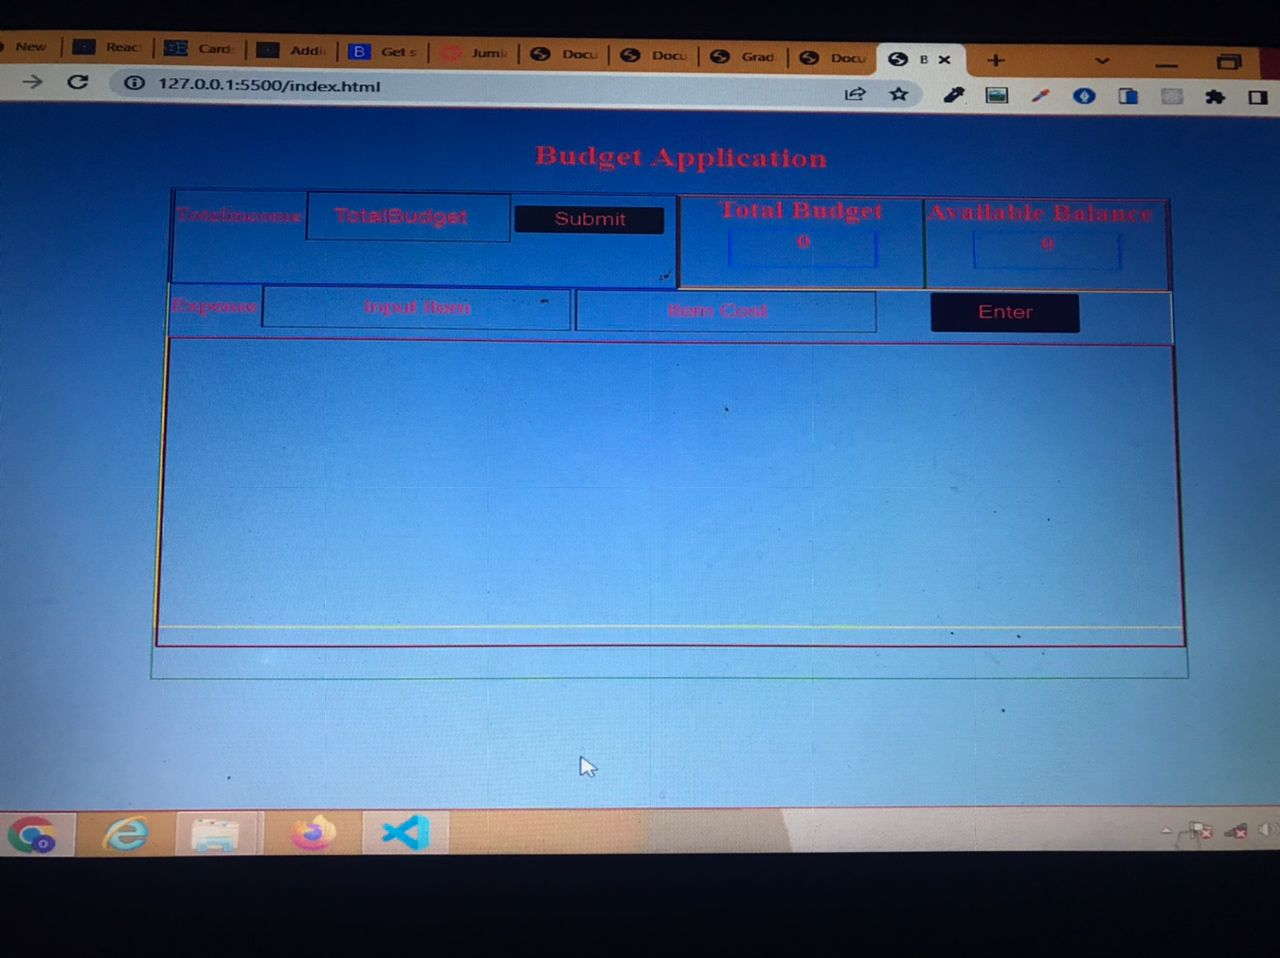 New Reac Card: Addi B Get s Jumi Docu Docu Grad Docu B
127.0.0.1:5500/index.html
Budget Application
Totalincome TotalBudget Submit Total Budget Available Balance
0 0
Expense Input Item Item Cost Enter